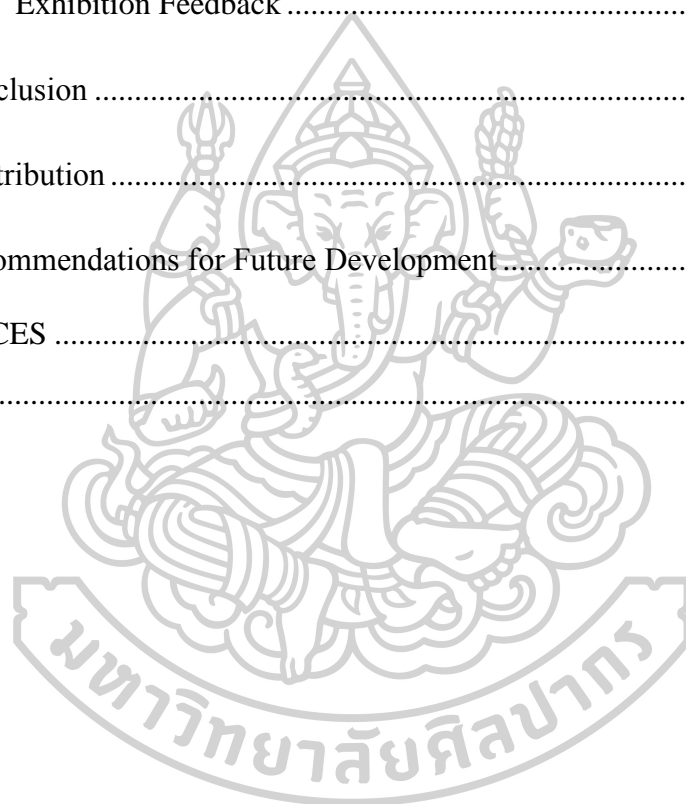 Exhibition Feedback ........................................................
clusion ........................................................................................
tribution ......................................................................................
ommendations for Future Development ...........................
CES ..............................................................................................
......................................................................................................
มหาวิทยาลัยศิลปากร